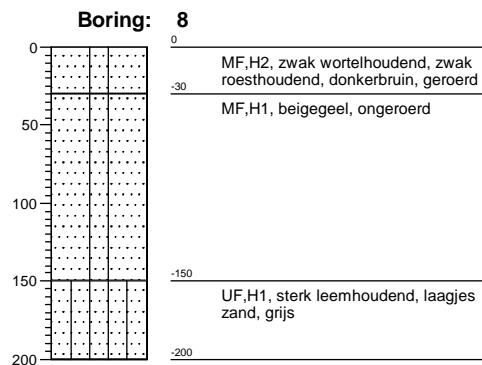 Boring: 8
0
0
MF,H2, zwak wortelhoudend, zwak
roesthoudend, donkerbruin, geroerd
-30
MF,H1, beigegeel, ongeroerd
50
100
150
-150
UF,H1, sterk leemhoudend, laagjes
zand, grijs
200
-200